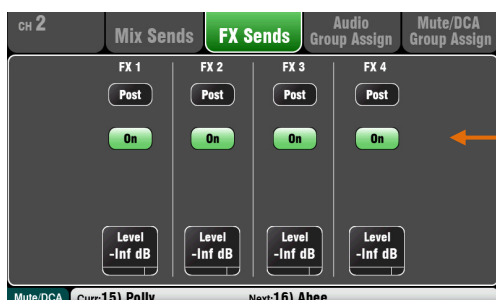 CH 2
Mix Sends
FX Sends
Audio
Group Assign
Mute/DCA
Group Assign
FX 1 FX 2 FX 3 FX 4
Post Post Post Post
On On On On
Level Level Level Level
-Inf dB -Inf dB -Inf dB -Inf dB
Mute/DCA Curr:15) Polly Next:16) Abee